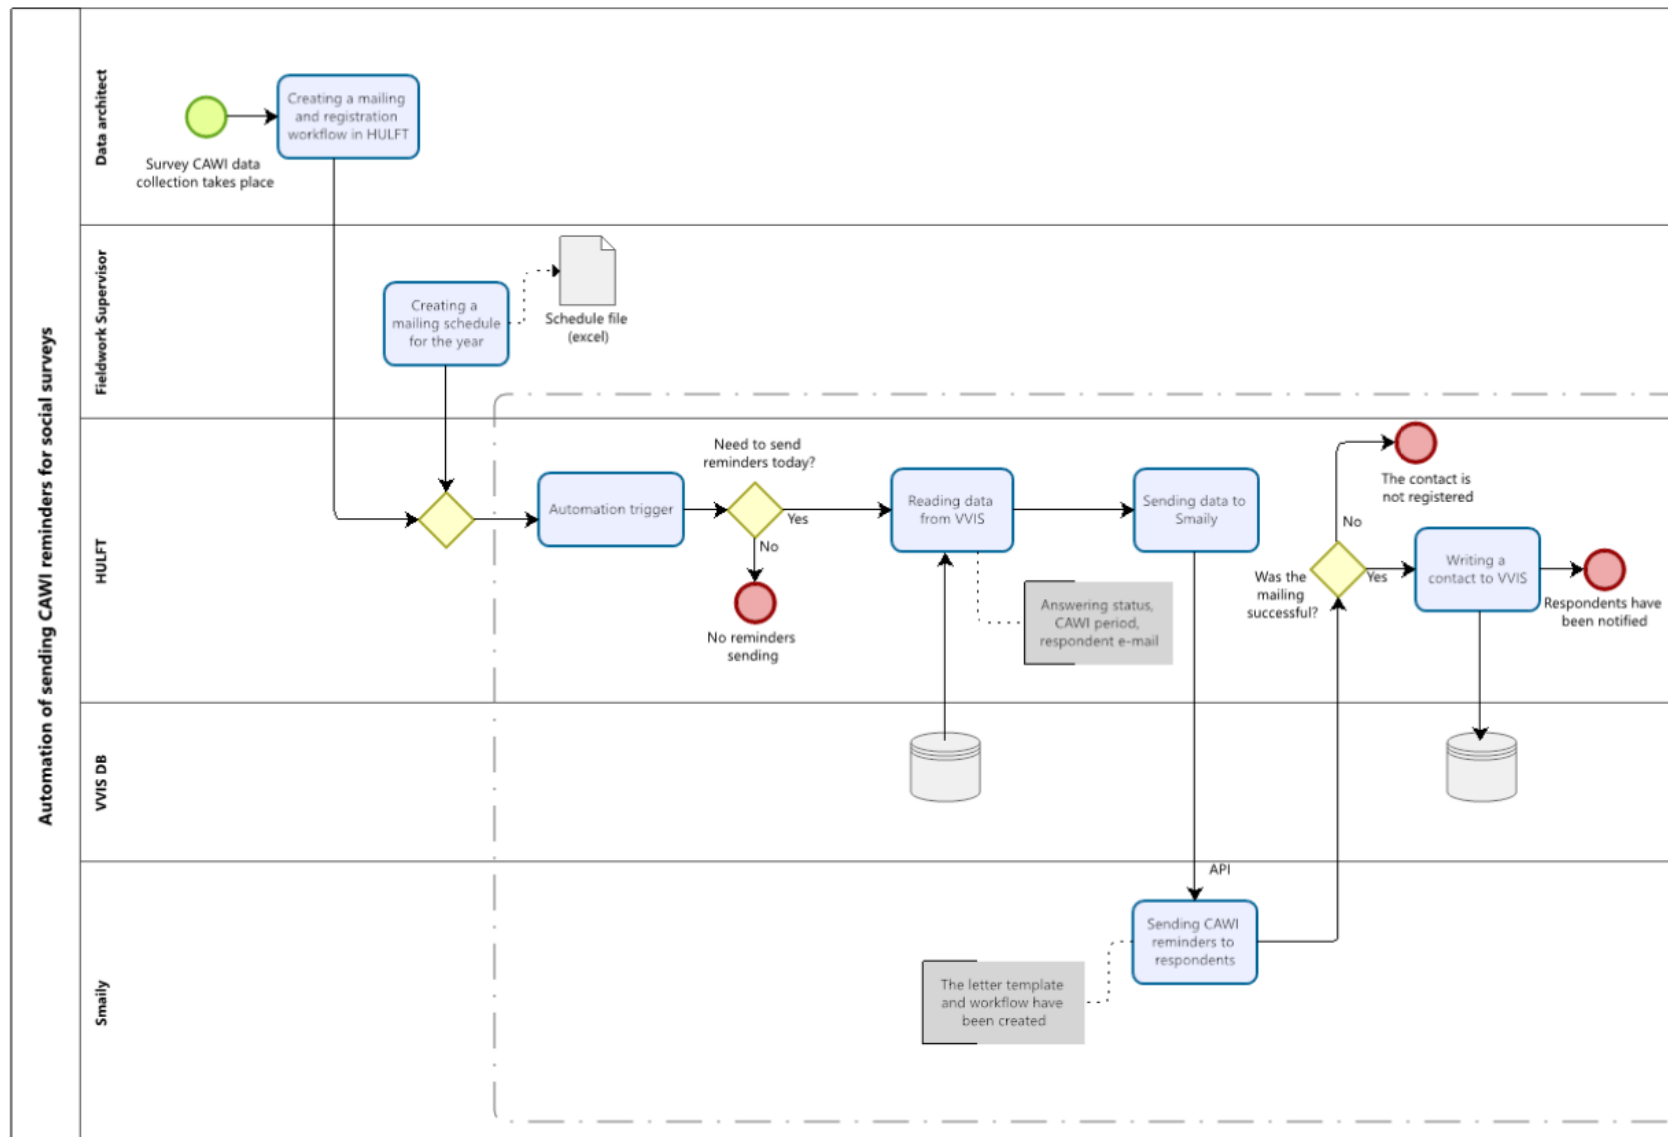 Automation of sending CAWI reminders for social surveys
Data architect
Survey CAWI data
collection takes place
Creating a mailing
and registration
workflow in HULFT
Fieldwork Supervisor
Creating a
mailing schedule
for the year
Schedule file
(excel)
HULFT
Automation trigger
Need to send
reminders today?
Yes
No
No reminders
sending
Reading data
from VVIS
Answering status,
CAWI period,
respondent e-mail
Sending data to
Smaily
Was the
mailing
successful?
No
The contact is
not registered
Yes
Writing a
contact to VVIS
Respondents have
been notified
VVIS DB
Smaily
API
Sending CAWI
reminders to
respondents
The letter template
and workflow have
been created